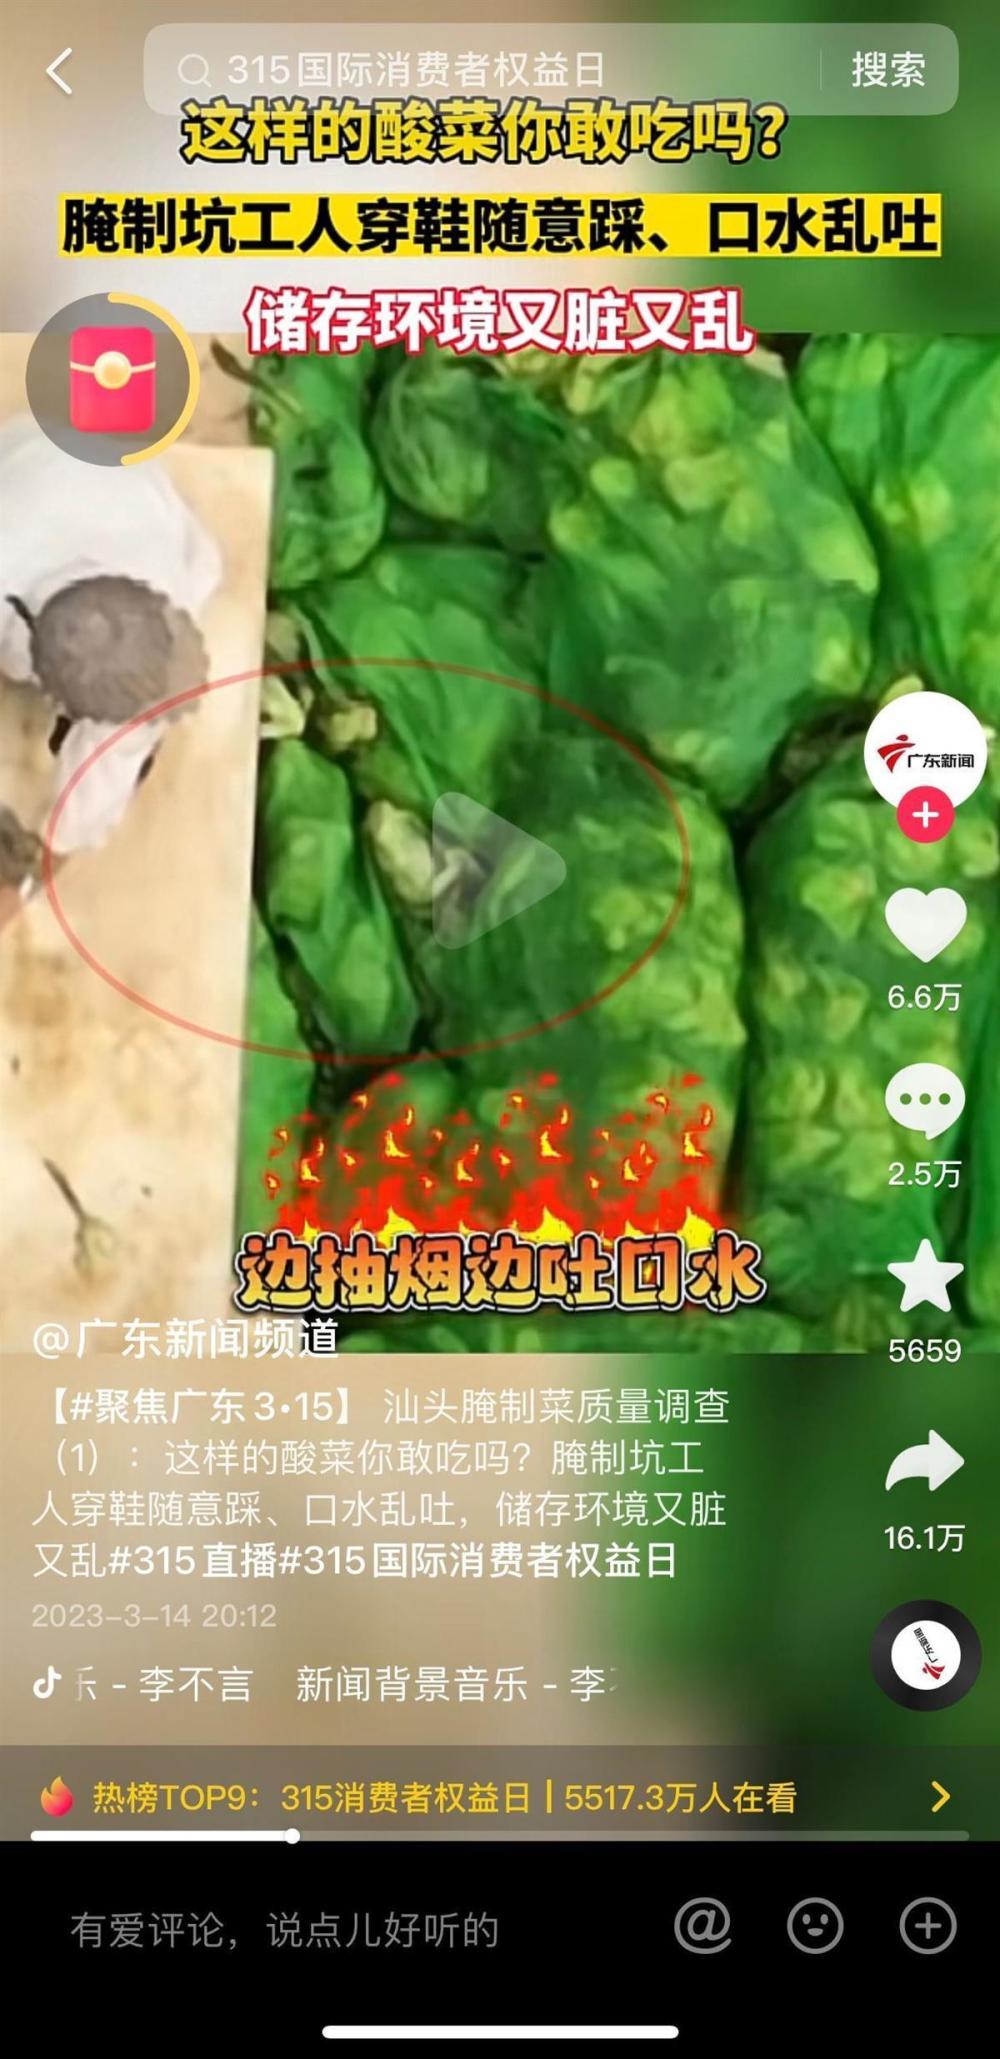 315国际消费者权益日
搜索
这样的酸菜你敢吃吗?
腌制坑工人穿鞋随意踩、口水乱吐
储存环境又脏又乱
广东新闻
6.6万
2.5万
边抽烟边吐口水
@广东新闻频道
5659
【#聚焦广东3·15】 汕头腌制菜质量调查
（1）：这样的酸菜你敢吃吗？腌制坑工
人穿鞋随意踩、口水乱吐，储存环境又脏
又乱#315直播#315国际消费者权益日
16.1万
2023-3-14 20:12
广东新闻
乐 - 李不言 新闻背景音乐 - 李
热榜TOP9：315消费者权益日 | 5517.3万人在看
有爱评论，说点儿好听的